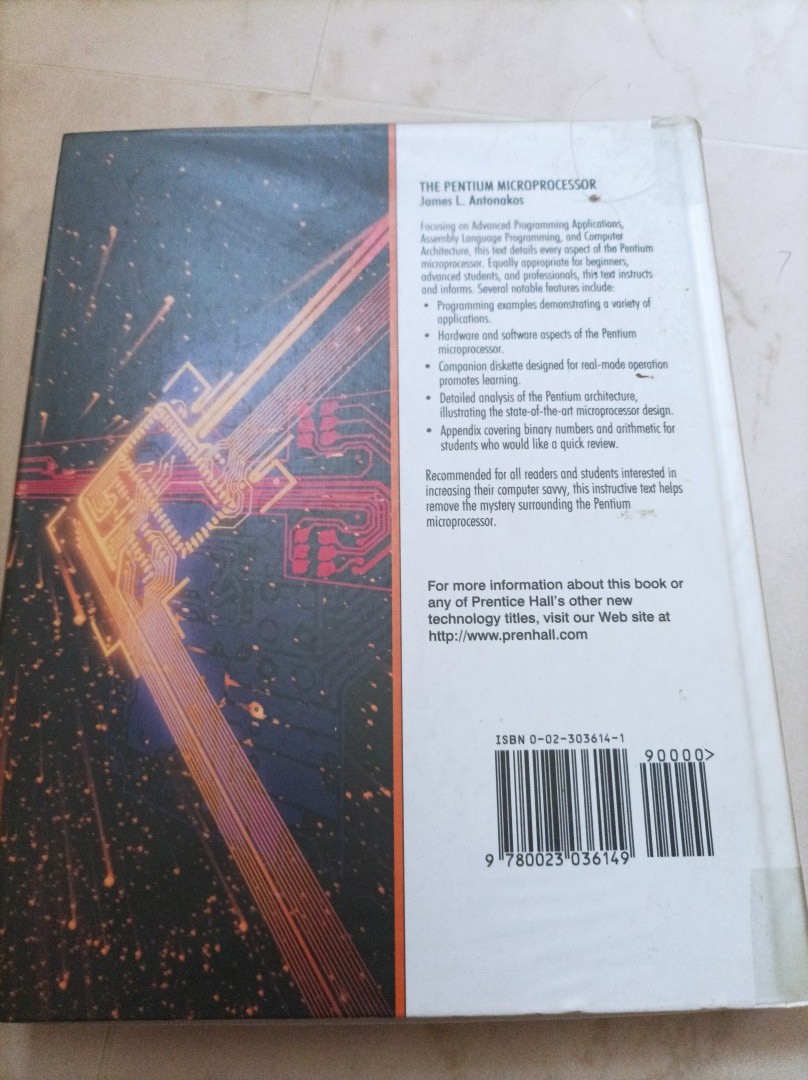 THE PENTIUM MICROPROCESSOR
James L. Antonakos
Focusing on Advanced Programming Applications,
Assembly Language Programming, and Computer
Architecture, this text details every aspect of the Pentium
microprocessor. Equally appropriate for beginners,
advanced students, and professionals, this text instructs
and informs. Several notable features include:
• Programming examples demonstrating a variety of
applications.
• Hardware and software aspects of the Pentium
microprocessor.
• Companion diskette designed for real-mode operation
promotes learning.
• Detailed analysis of the Pentium architecture,
illustrating the state-of-the-art microprocessor design.
• Appendix covering binary numbers and arithmetic for
students who would like a quick review.
Recommended for all readers and students interested in
increasing their computer savvy, this instructive text helps
remove the mystery surrounding the Pentium
microprocessor.
For more information about this book or
any of Prentice Hall's other new
technology titles, visit our Web site at
http://www.prenhall.com
ISBN 0-02-303614-1
90000>
9 780023 036149